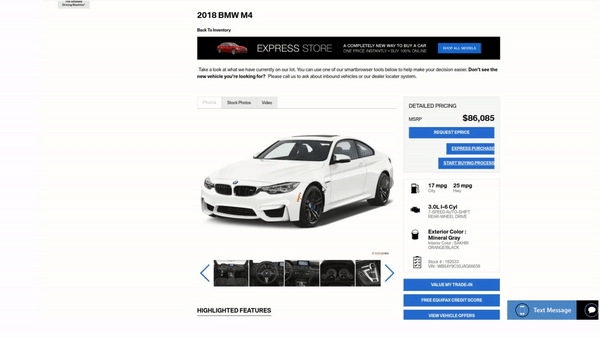 Driving Machine®
2018 BMW M4
Back To Inventory
EXPRESS STORE
A COMPLETELY NEW WAY TO BUY A CAR
ONE PRICE INSTANTLY • BUY 100% ONLINE
SHOP ALL MODELS
Take a look at what we have currently on our lot. You can use one of our smartbrowser tools below to help make your decision easier. Don't see the
new vehicle you're looking for? Please call us to ask about inbound vehicles or our dealer locater system.
Photos
Stock Photos
Video
DETAILED PRICING
MSRP
$86,085
REQUEST EPRICE
EXPRESS PURCHASE
START BUYING PROCESS
17 mpg
City
25 mpg
Hwy
3.0L I-6 Cyl
7-SPEED AUTO-SHIFT
REAR-WHEEL DRIVE
Exterior Color :
Mineral Gray
Interior Color : SAKHIR
ORANGE/BLACK
VALUE MY TRADE-IN
FREE EQUIFAX CREDIT SCORE
VIEW VEHICLE OFFERS
HIGHLIGHTED FEATURES
Text Message